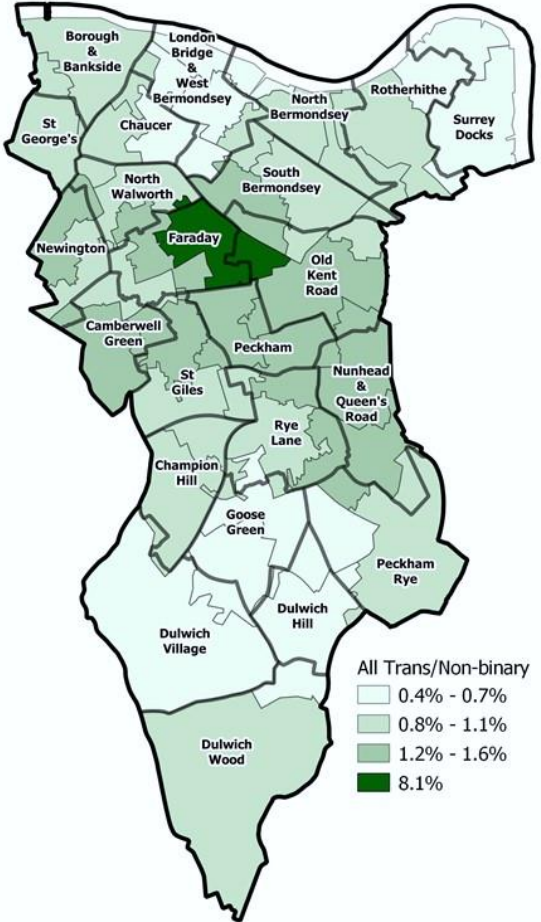 Borough
&
Bankside
London
Bridge
&
West
Bermondsey
North
Bermondsey
Rotherhithe
Surrey
Docks
St
George's
Chaucer
South
Bermondsey
North
Walworth
Faraday
Newington
Old
Kent
Road
Camberwell
Green
Peckham
St
Giles
Nunhead
&
Queen's
Road
Rye
Lane
Champion
Hill
Goose
Green
Peckham
Rye
Dulwich
Hill
Dulwich
Village
Dulwich
Wood
All Trans/Non-binary
0.4% - 0.7%
0.8% - 1.1%
1.2% - 1.6%
8.1%